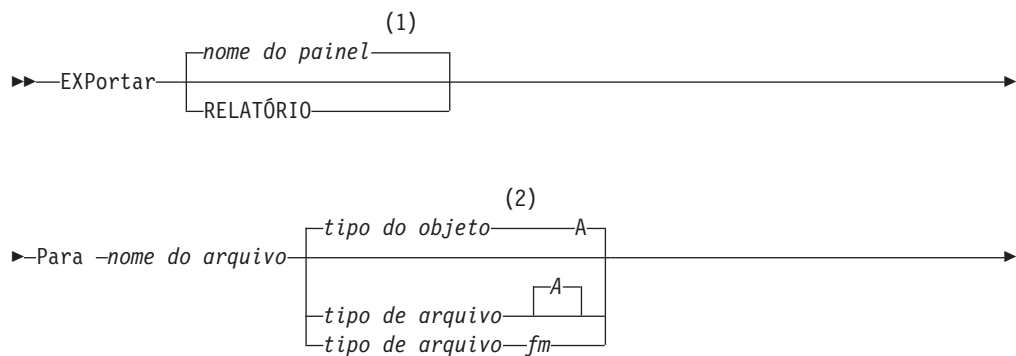 (1)
nome do painel
EXPortar
RELATÓRIO
(2)
tipo do objeto A
Para nome do arquivo
A
tipo de arquivo
tipo de arquivo fm